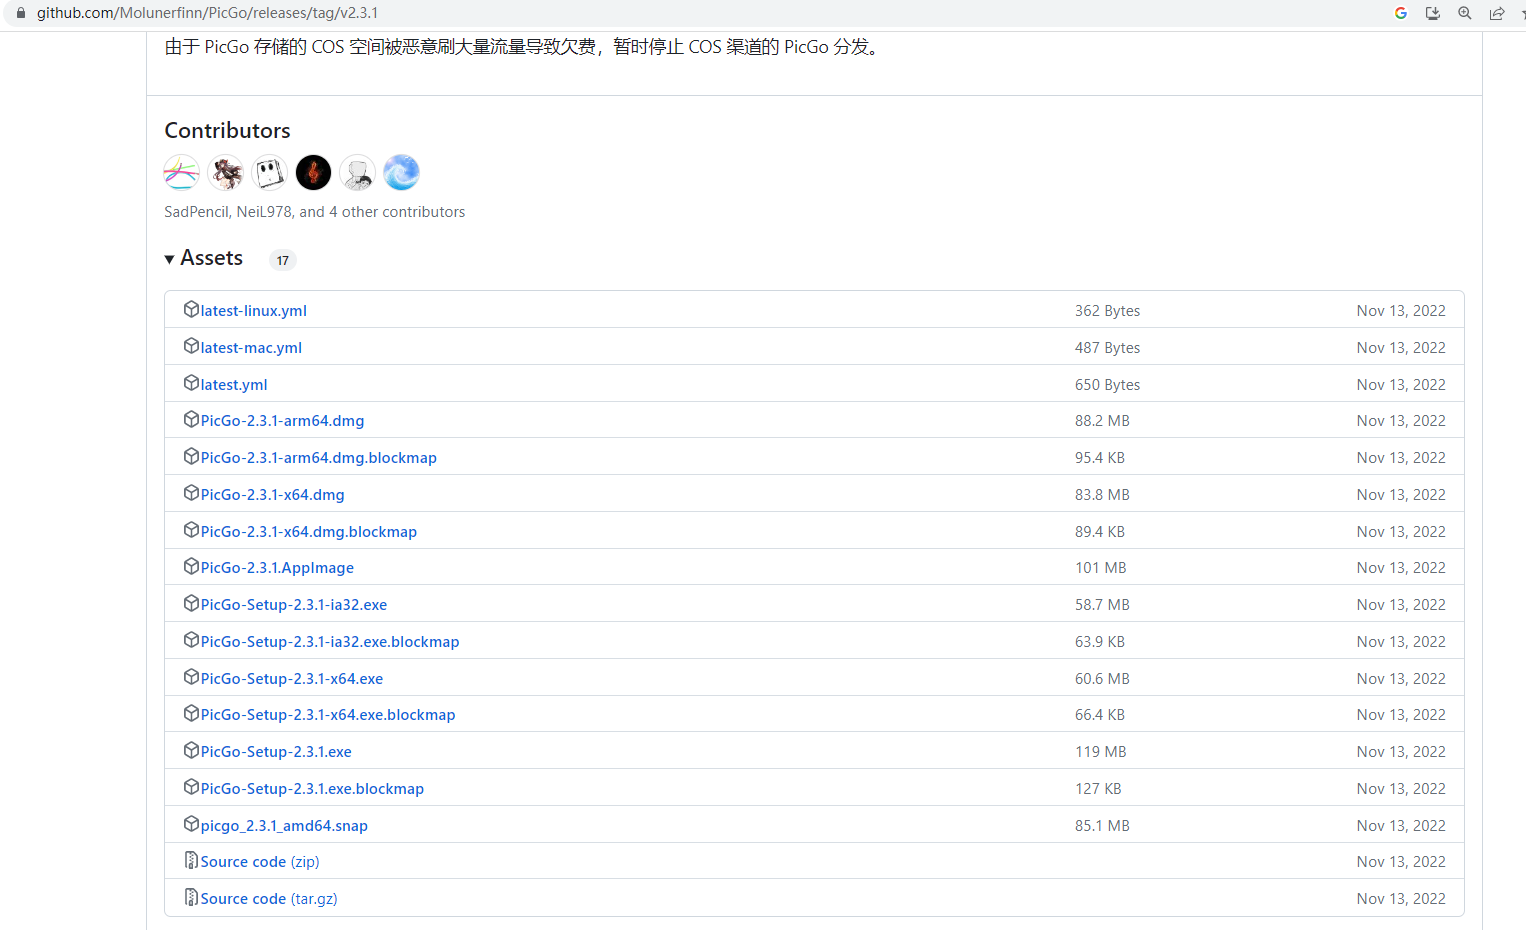 github.com/Molunerfinn/PicGo/releases/tag/v2.3.1
由于 PicGo 存储的 COS 空间被恶意刷大量流量导致欠费，暂时停止 COS 渠道的 PicGo 分发。
Contributors
SadPencil, NeiL978, and 4 other contributors
Assets 17
latest-linux.yml 362 Bytes Nov 13, 2022
latest-mac.yml 487 Bytes Nov 13, 2022
latest.yml 650 Bytes Nov 13, 2022
PicGo-2.3.1-arm64.dmg 88.2 MB Nov 13, 2022
PicGo-2.3.1-arm64.dmg.blockmap 95.4 KB Nov 13, 2022
PicGo-2.3.1-x64.dmg 83.8 MB Nov 13, 2022
PicGo-2.3.1-x64.dmg.blockmap 89.4 KB Nov 13, 2022
PicGo-2.3.1.AppImage 101 MB Nov 13, 2022
PicGo-Setup-2.3.1-ia32.exe 58.7 MB Nov 13, 2022
PicGo-Setup-2.3.1-ia32.exe.blockmap 63.9 KB Nov 13, 2022
PicGo-Setup-2.3.1-x64.exe 60.6 MB Nov 13, 2022
PicGo-Setup-2.3.1-x64.exe.blockmap 66.4 KB Nov 13, 2022
PicGo-Setup-2.3.1.exe 119 MB Nov 13, 2022
PicGo-Setup-2.3.1.exe.blockmap 127 KB Nov 13, 2022
picgo_2.3.1_amd64.snap 85.1 MB Nov 13, 2022
Source code (zip) Nov 13, 2022
Source code (tar.gz) Nov 13, 2022